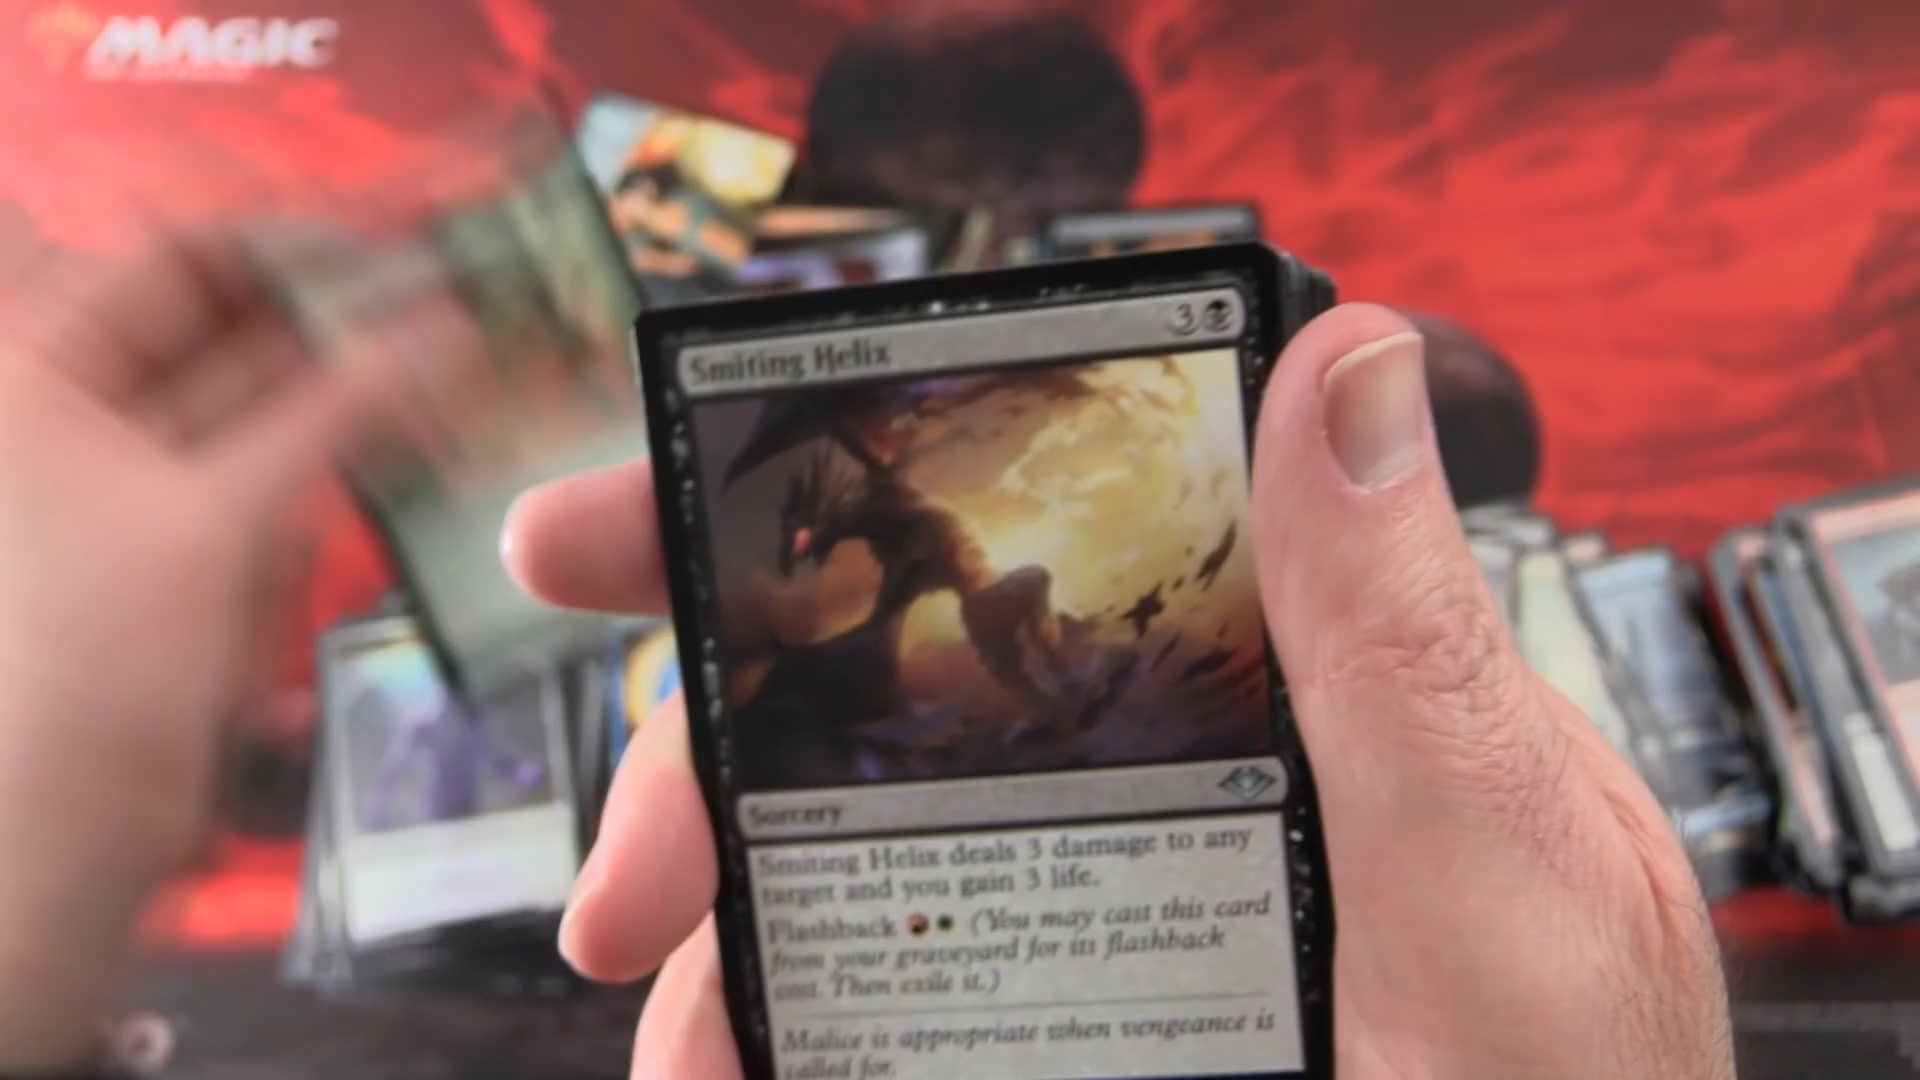 MAGIC
Smiting Helix 3
Sorcery
Smiting Helix deals 3 damage to any
target and you gain 3 life.
Flashback (You may cast this card
from your graveyard for its flashback
cost. Then exile it.)
Malice is appropriate when vengeance is
called for.